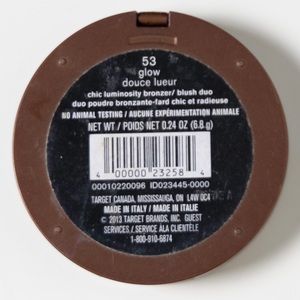 53
glow
douce lueur
chic luminosity bronzer/ blush duo
duo poudre bronzante-fard chic et radieuse
NO ANIMAL TESTING / AUCUNE EXPÉRIMENTATION ANIMALE
NET WT / POIDS NET 0.24 OZ (6.8 g)
4 00000 23258 4
00010220096 ID023445-0000
TARGET CANADA, MISSISSAUGA, ON, L4W 0C4
MADE IN ITALY / MADE IN ITALIE
© 2013 TARGET BRANDS, INC. GUEST
SERVICES / SERVICE À LA CLIENTÈLE
1-800-910-6874